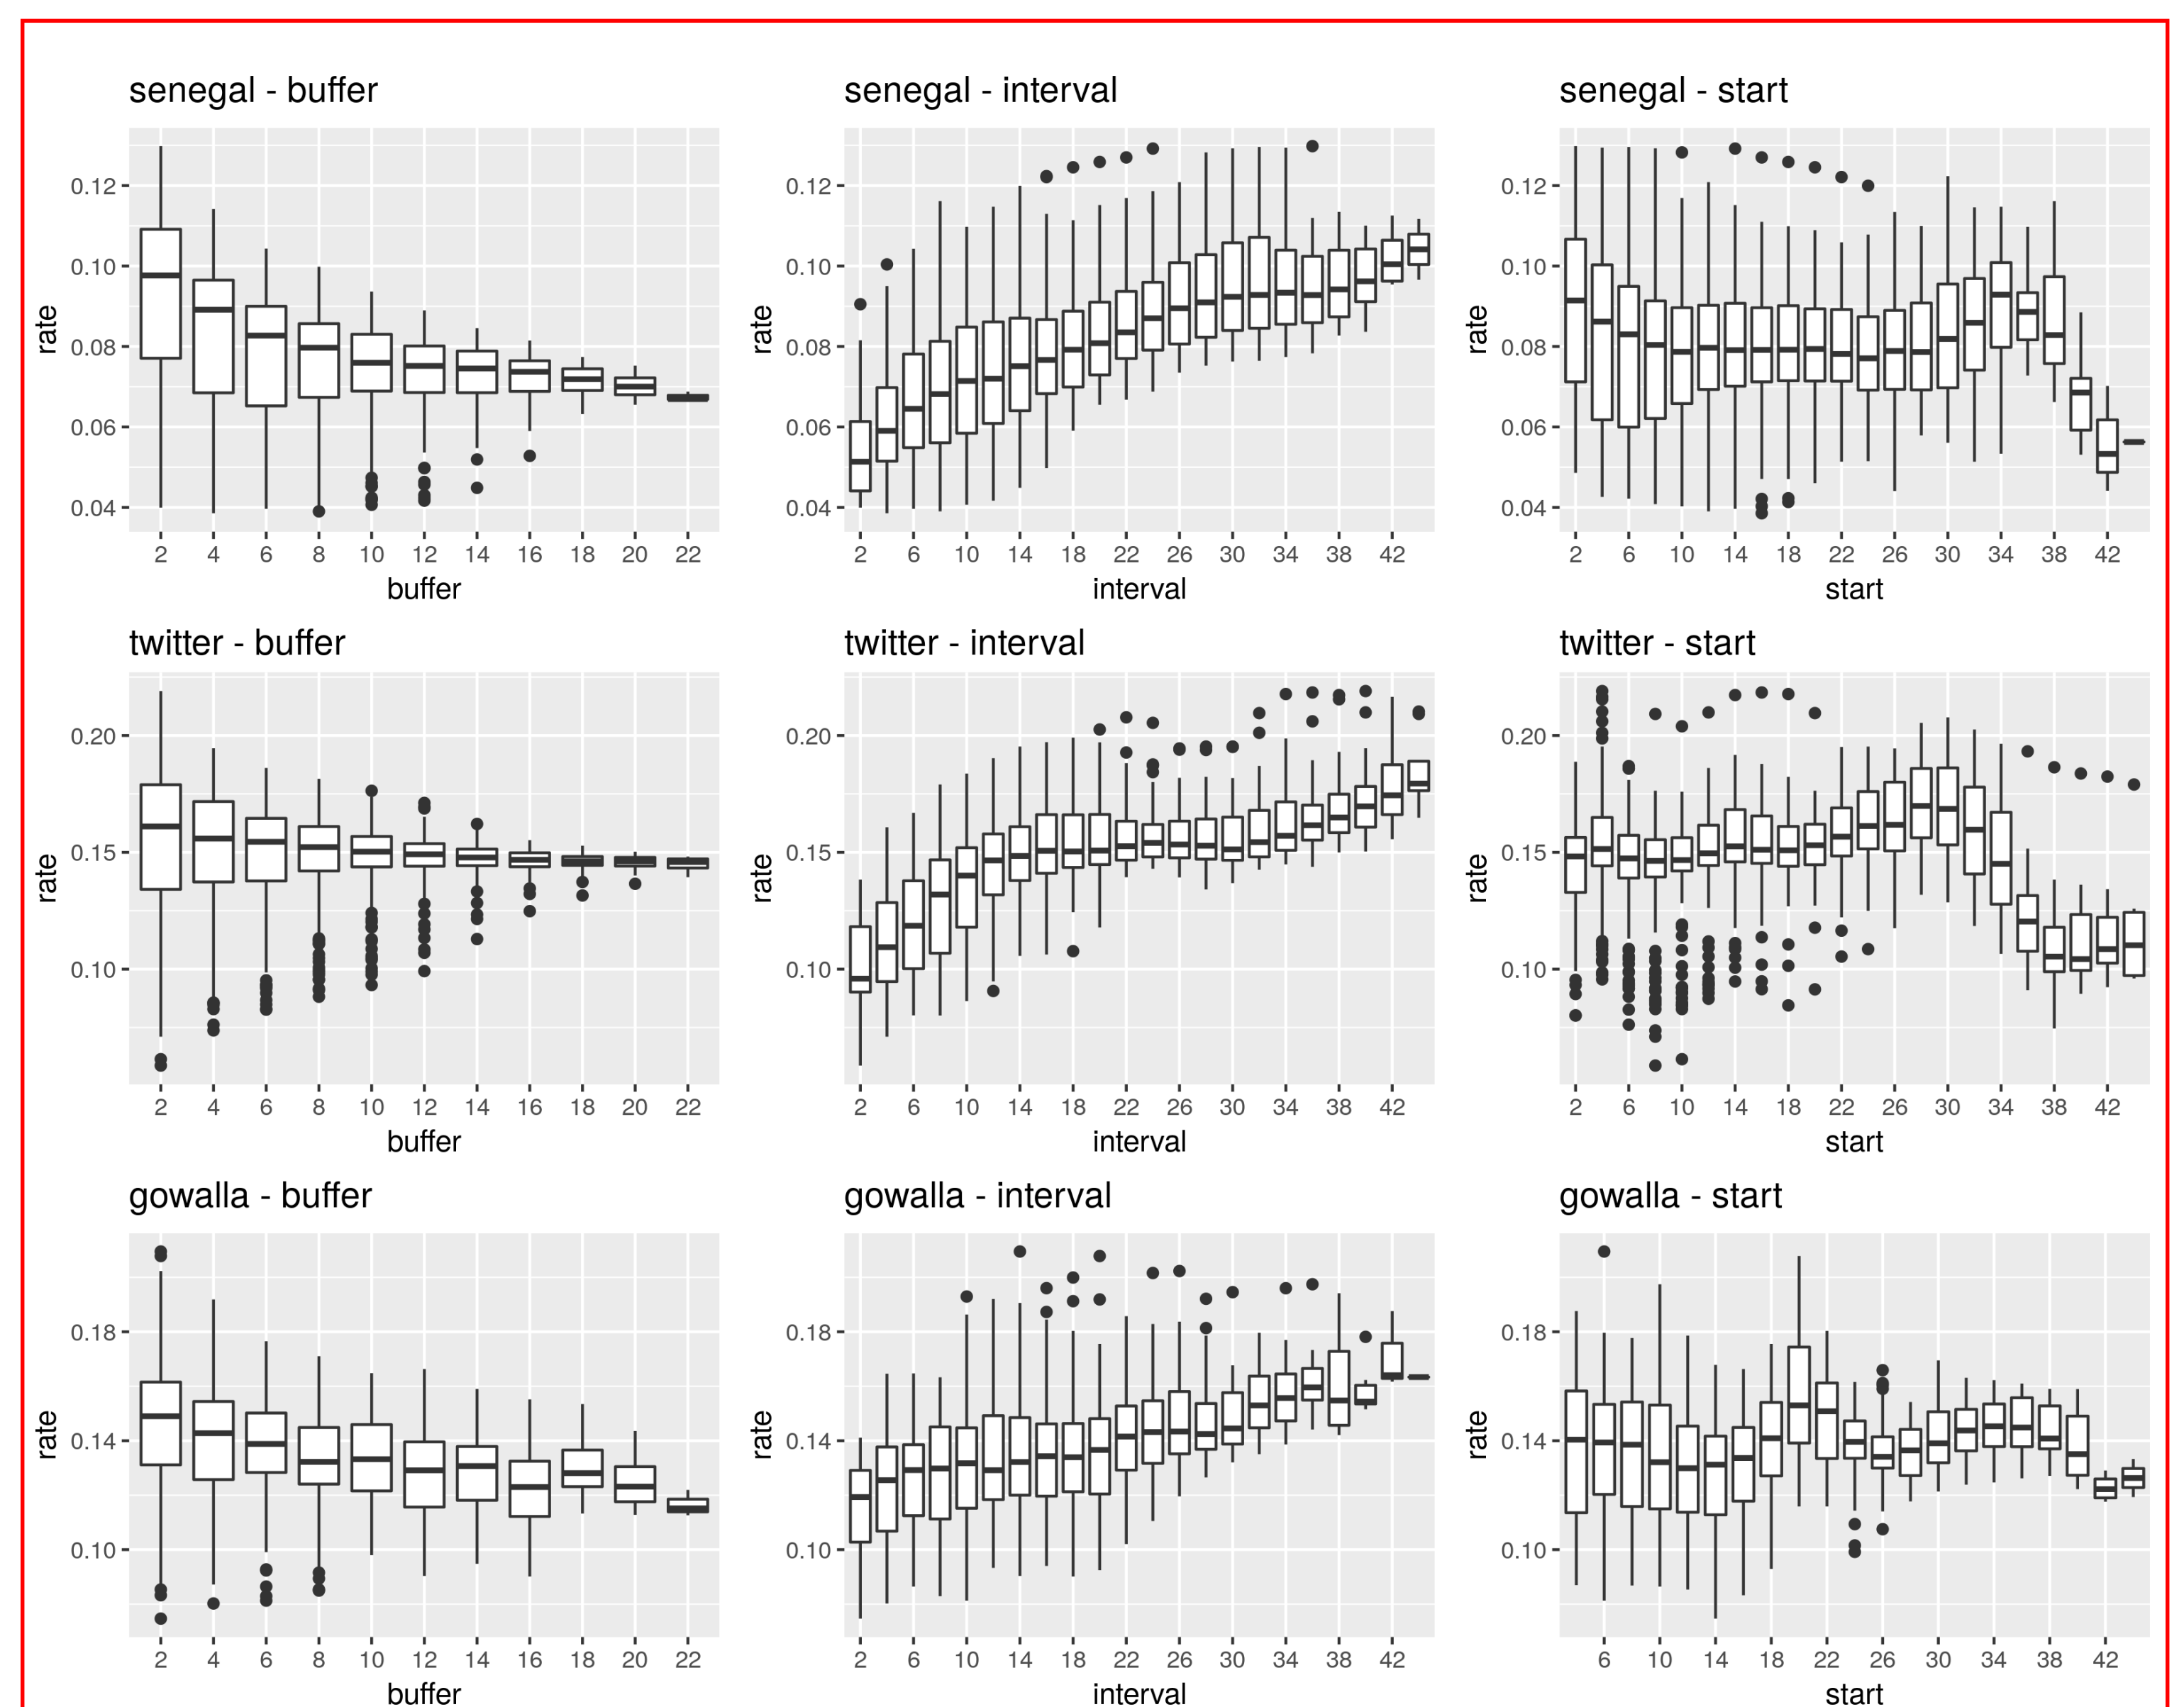 senegal - buffer
senegal - interval
senegal - start
rate
0.12
0.10
0.08
0.06
0.04
2 4 6 8 10 12 14 16 18 20 22
buffer
rate
0.12
0.10
0.08
0.06
0.04
2 6 10 14 18 22 26 30 34 38 42
interval
rate
0.12
0.10
0.08
0.06
0.04
2 6 10 14 18 22 26 30 34 38 42
start
twitter - buffer
twitter - interval
twitter - start
rate
0.20
0.15
0.10
2 4 6 8 10 12 14 16 18 20 22
buffer
rate
0.20
0.15
0.10
2 6 10 14 18 22 26 30 34 38 42
interval
rate
0.20
0.15
0.10
2 6 10 14 18 22 26 30 34 38 42
start
gowalla - buffer
gowalla - interval
gowalla - start
rate
0.18
0.14
0.10
2 4 6 8 10 12 14 16 18 20 22
buffer
rate
0.18
0.14
0.10
2 6 10 14 18 22 26 30 34 38 42
interval
rate
0.18
0.14
0.10
6 10 14 18 22 26 30 34 38 42
start